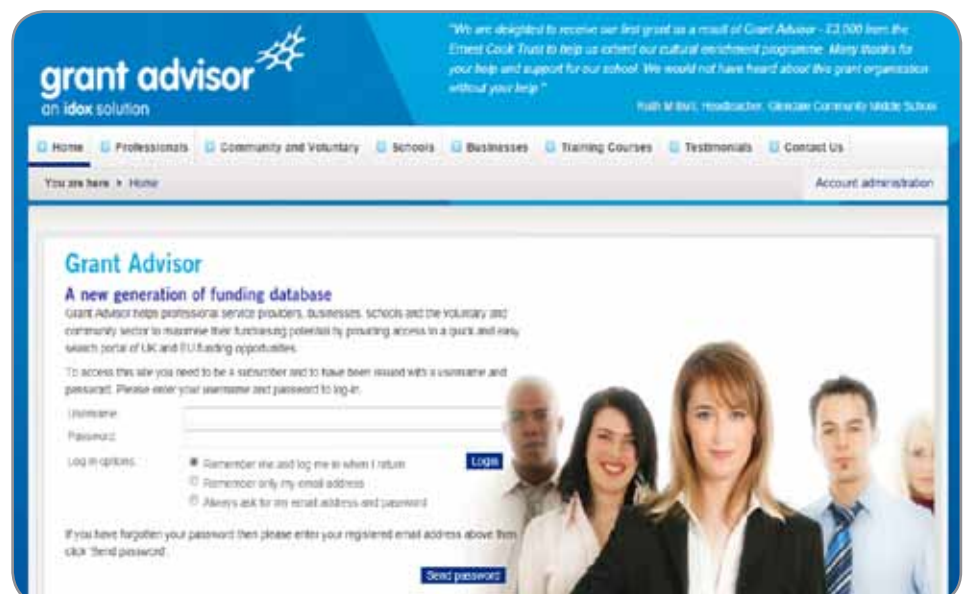 "We are delighted to receive our first grant as a result of Grant Advisor - £3,500 from the
Ernest Cook Trust to help us extend our cultural enrichment programme. Many thanks for
your help and support for our school. We would not have heard about this grant organisation
without your help."
Ruth M Bull, Headteacher, Glendale Community Middle School
grant advisor
an idox solution
Home Professionals Community and Voluntary Schools Businesses Training Courses Testimonials Contact Us
You are here Home Account administration
Grant Advisor
A new generation of funding database
Grant Advisor helps professional service providers, businesses, schools and the voluntary and
community sector to maximise their fundraising potential by providing access to a quick and easy
search portal of UK and EU funding opportunities.
To access this site you need to be a subscriber and to have been issued with a username and
password. Please enter your username and password to log-in.
Username:
Password:
Log in options: Remember me and log me in when I return Login
Remember only my email address
Always ask for my email address and password
If you have forgotten your password then please enter your registered email address above then
click 'Send password'.
Send password